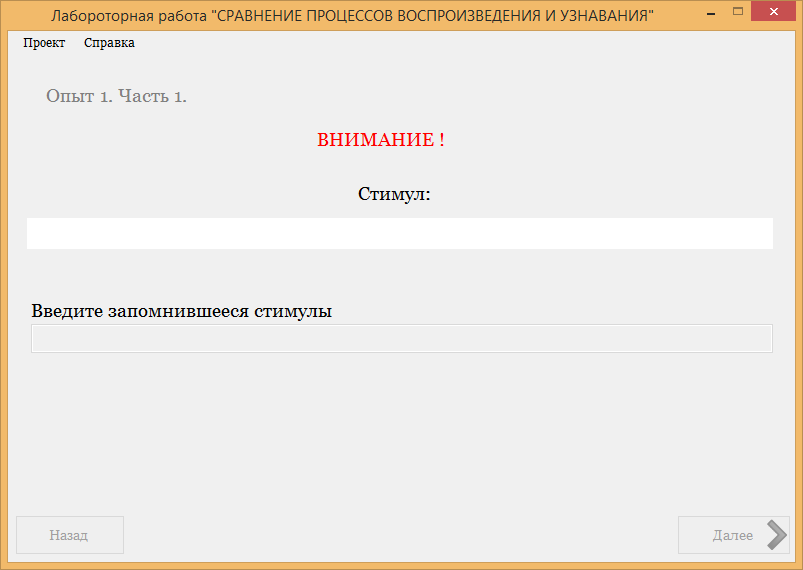 Лабороторная работа "СРАВНЕНИЕ ПРОЦЕССОВ ВОСПРОИЗВЕДЕНИЯ И УЗНАВАНИЯ"
Проект Справка
Опыт 1. Часть 1.
ВНИМАНИЕ !
Стимул:
Введите запомнившееся стимулы
Назад Далее